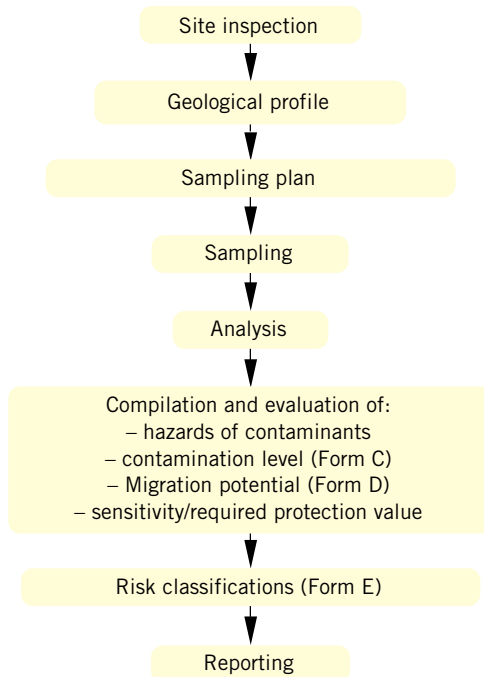 Site inspection
Geological profile
Sampling plan
Sampling
Analysis
Compilation and evaluation of:
– hazards of contaminants
– contamination level (Form C)
– Migration potential (Form D)
– sensitivity/required protection value
Risk classifications (Form E)
Reporting